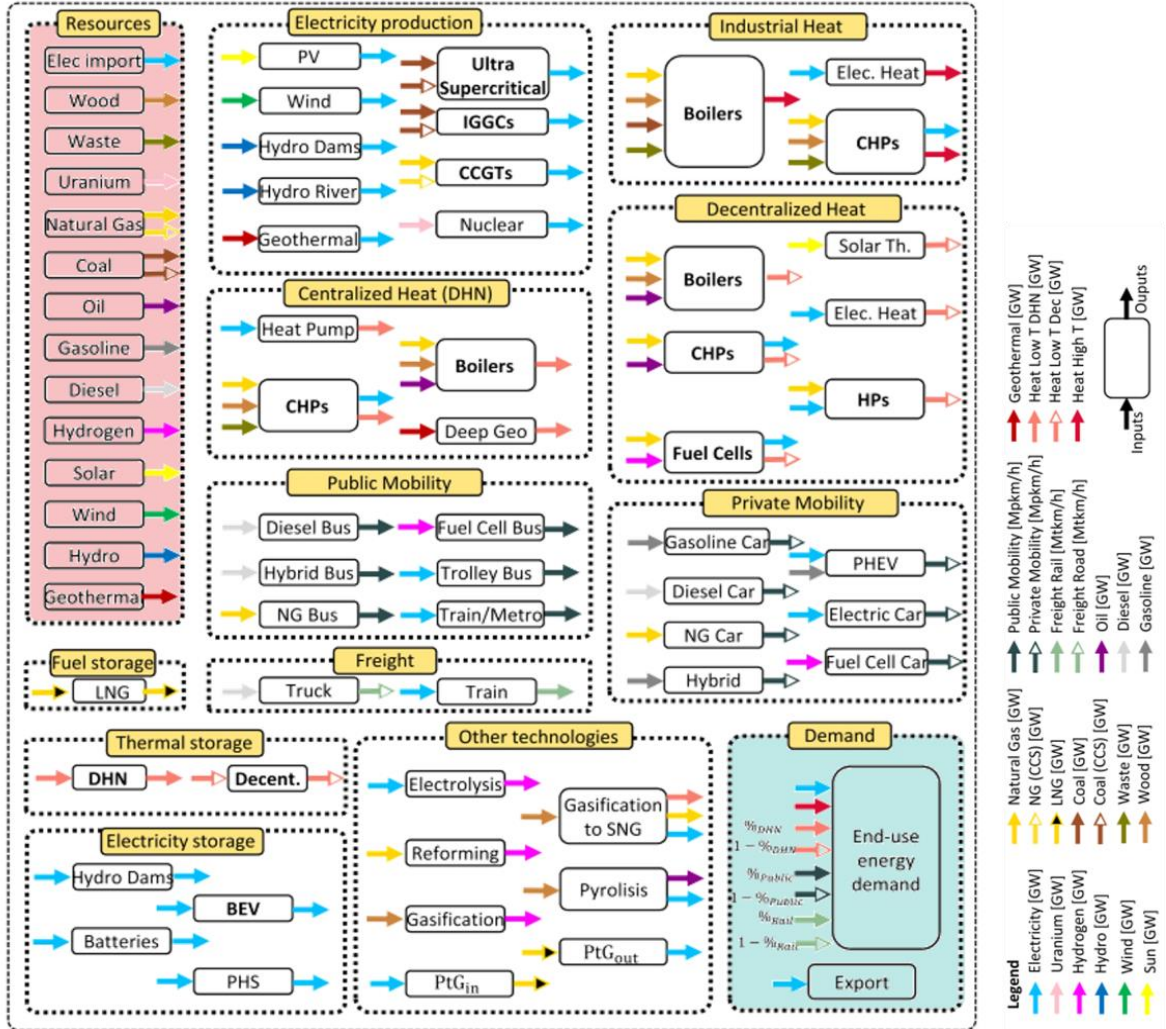 Resources
Elec import
Wood
Waste
Uranium
Natural Gas
Coal
Oil
Gasoline
Diesel
Hydrogen
Solar
Wind
Hydro
Geotherma
Electricity production
PV
Wind
Hydro Dams
Hydro River
Geothermal
Ultra
Supercritical
IGGCs
CCGTs
Nuclear
Industrial Heat
Boilers
Elec. Heat
CHPs
Centralized Heat (DHN)
Heat Pump
CHPs
Boilers
Deep Geo
Decentralized Heat
Boilers
CHPs
Fuel Cells
Solar Th.
Elec. Heat
HPs
Public Mobility
Diesel Bus
Hybrid Bus
NG Bus
Fuel Cell Bus
Trolley Bus
Train/Metro
Private Mobility
Gasoline Car
Diesel Car
NG Car
Hybrid
PHEV
Electric Car
Fuel Cell Car
Fuel storage
LNG
Freight
Truck
Train
Thermal storage
DHN
Decent.
Electricity storage
Hydro Dams
BEV
Batteries
PHS
Other technologies
Electrolysis
Reforming
Gasification
PtGin
Gasification
to SNG
Pyrolisis
PtGout
Demand
%DHN
1 − %DHN
%Public
1 − %Public
%Rail
1 − %Rail
End-use
energy
demand
Export
Legend
Electricity [GW]
Uranium [GW]
Hydrogen [GW]
Hydro [GW]
Wind [GW]
Sun [GW]
Natural Gas [GW]
NG (CCS) [GW]
LNG [GW]
Coal [GW]
Coal (CCS) [GW]
Waste [GW]
Wood [GW]
Public Mobility [Mpkm/h]
Private Mobility [Mpkm/h]
Freight Rail [Mtkm/h]
Freight Road [Mtkm/h]
Oil [GW]
Diesel [GW]
Gasoline [GW]
Geothermal [GW]
Heat Low T DHN [GW]
Heat Low T Dec [GW]
Heat High T [GW]
Inputs
Ouputs